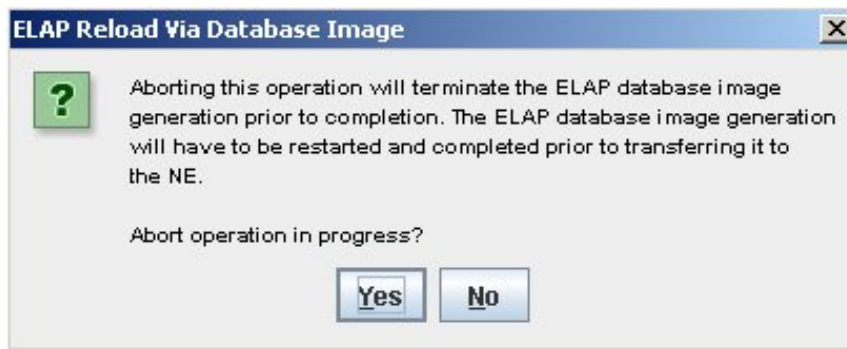 ELAP Reload Via Database Image
Aborting this operation will terminate the ELAP database image
generation prior to completion. The ELAP database image generation
will have to be restarted and completed prior to transferring it to
the NE.
Abort operation in progress?
Yes No